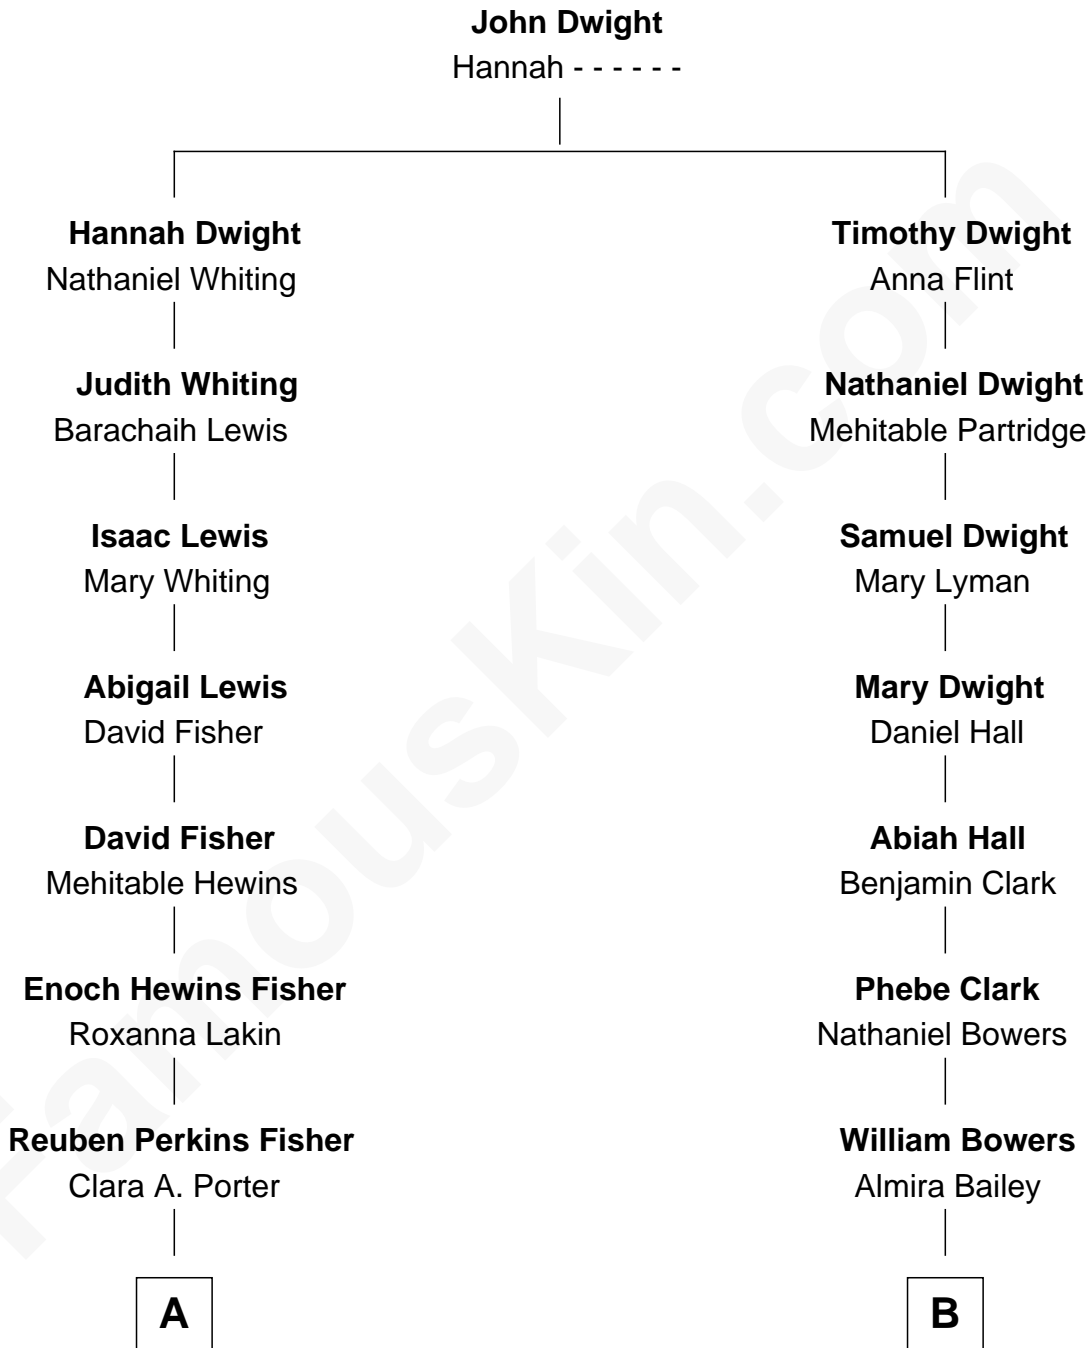 John Dwight
Hannah - - - - - -
Hannah Dwight
Nathaniel Whiting
Timothy Dwight
Anna Flint
Judith Whiting
Barachaih Lewis
Nathaniel Dwight
Mehitable Partridge
Isaac Lewis
Mary Whiting
Samuel Dwight
Mary Lyman
Abigail Lewis
David Fisher
Mary Dwight
Daniel Hall
David Fisher
Mehitable Hewins
Abiah Hall
Benjamin Clark
Enoch Hewins Fisher
Roxanna Lakin
Phebe Clark
Nathaniel Bowers
Reuben Perkins Fisher
Clara A. Porter
William Bowers
Almira Bailey
A
B
FamousKin.com